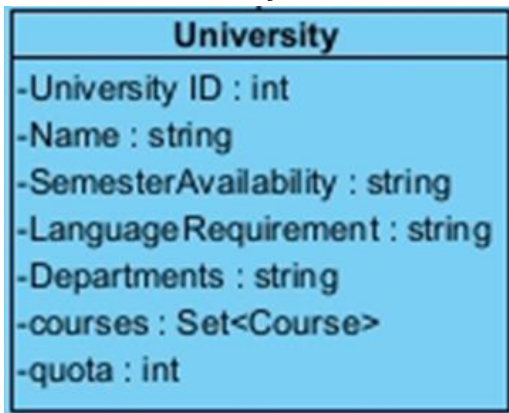 University
-University ID : int
-Name : string
-SemesterAvailability : string
-LanguageRequirement : string
-Departments : string
-courses : Set<Course>
-quota : int